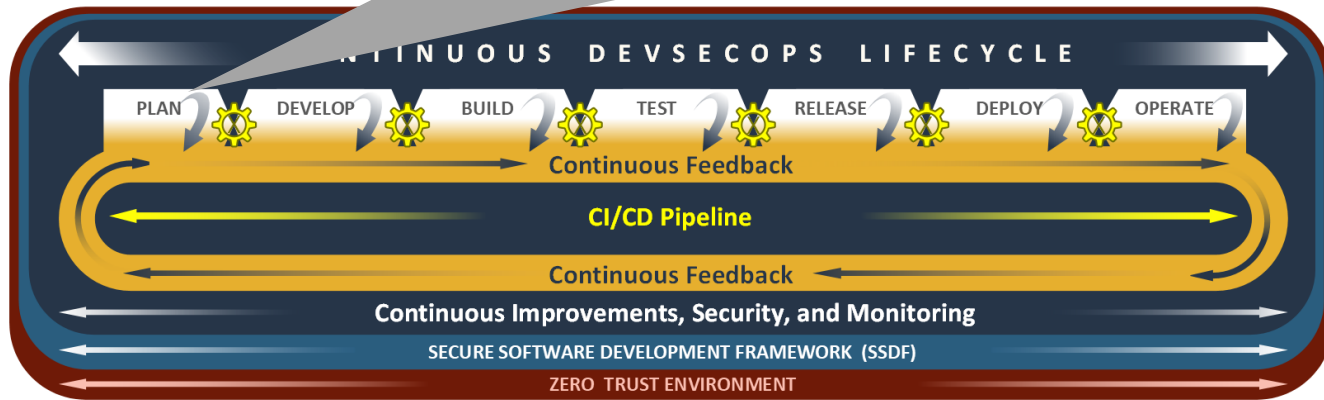 NTINUOUS DEVSECOPS LIFECYCLE
PLAN DEVELOP BUILD TEST RELEASE DEPLOY OPERATE
Continuous Feedback
CI/CD Pipeline
Continuous Feedback
Continuous Improvements, Security, and Monitoring
SECURE SOFTWARE DEVELOPMENT FRAMEWORK (SSDF)
ZERO TRUST ENVIRONMENT